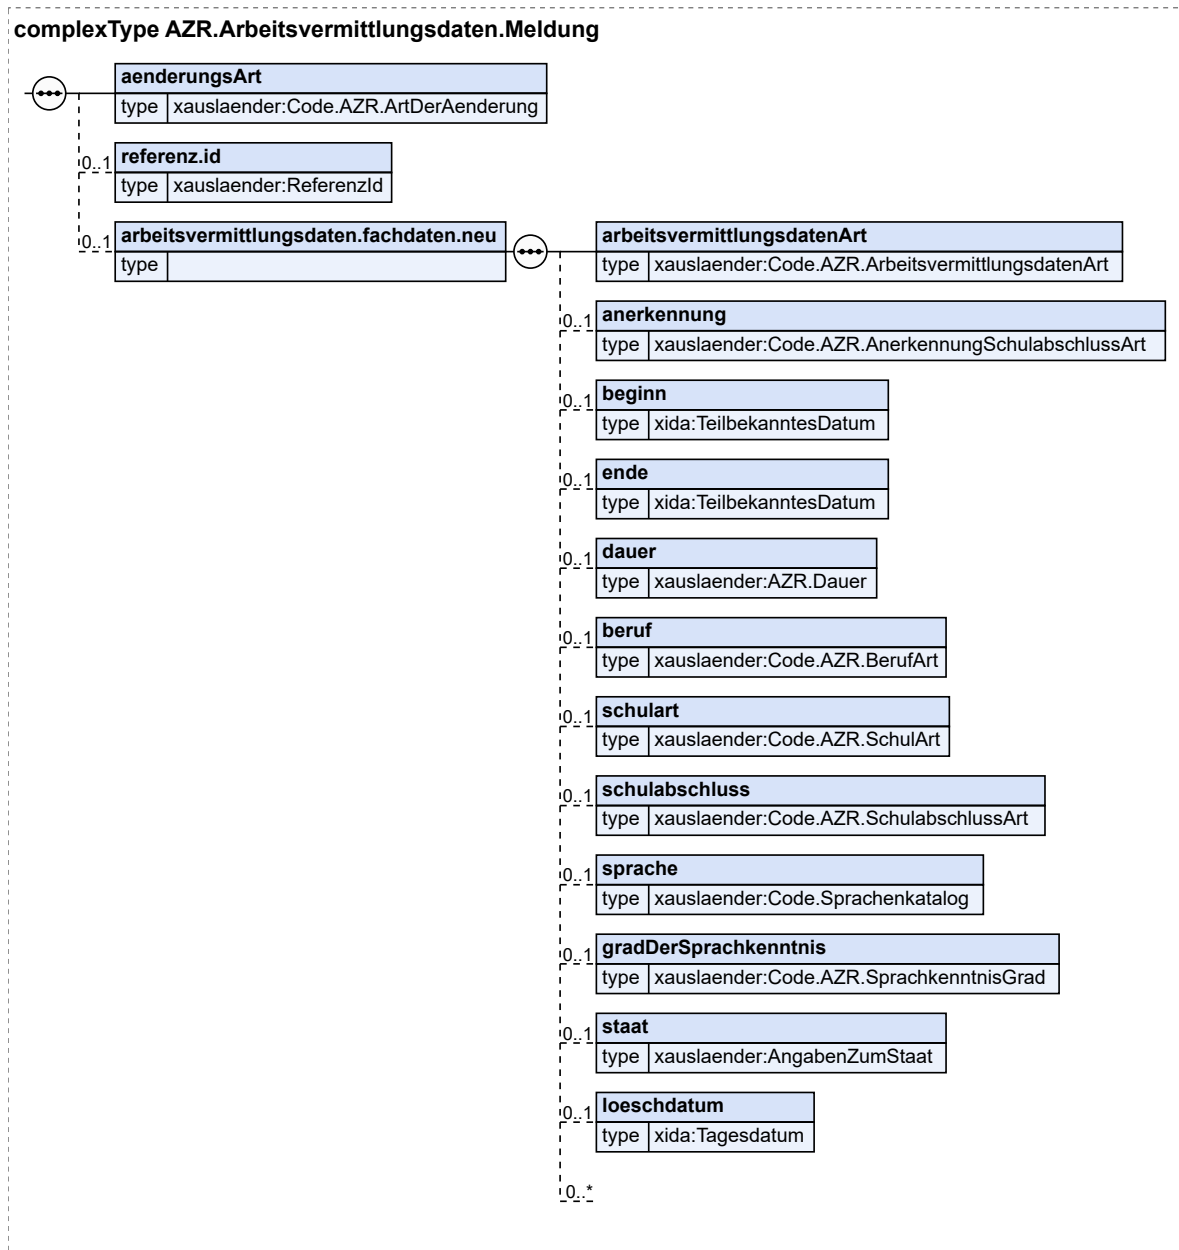 complexType AZR.Arbeitsvermittlungsdaten.Meldung
aenderungsArt
type xauslaender:Code.AZR.ArtDerAenderung
0..1 referenz.id
type xauslaender:ReferenzId
0..1 arbeitsvermittlungsdaten.fachdaten.neu
type
arbeitsvermittlungsdatenArt
type xauslaender:Code.AZR.ArbeitsvermittlungsdatenArt
0..1 anerkennung
type xauslaender:Code.AZR.AnerkennungSchulabschlussArt
0..1 beginn
type xida:TeilbekanntesDatum
0..1 ende
type xida:TeilbekanntesDatum
0..1 dauer
type xauslaender:AZR.Dauer
0..1 beruf
type xauslaender:Code.AZR.BerufArt
0..1 schulart
type xauslaender:Code.AZR.SchulArt
0..1 schulabschluss
type xauslaender:Code.AZR.SchulabschlussArt
0..1 sprache
type xauslaender:Code.Sprachenkatalog
0..1 gradDerSprachkenntnis
type xauslaender:Code.AZR.SprachkenntnisGrad
0..1 staat
type xauslaender:AngabenZumStaat
0..1 loeschdatum
type xida:Tagesdatum
0..*